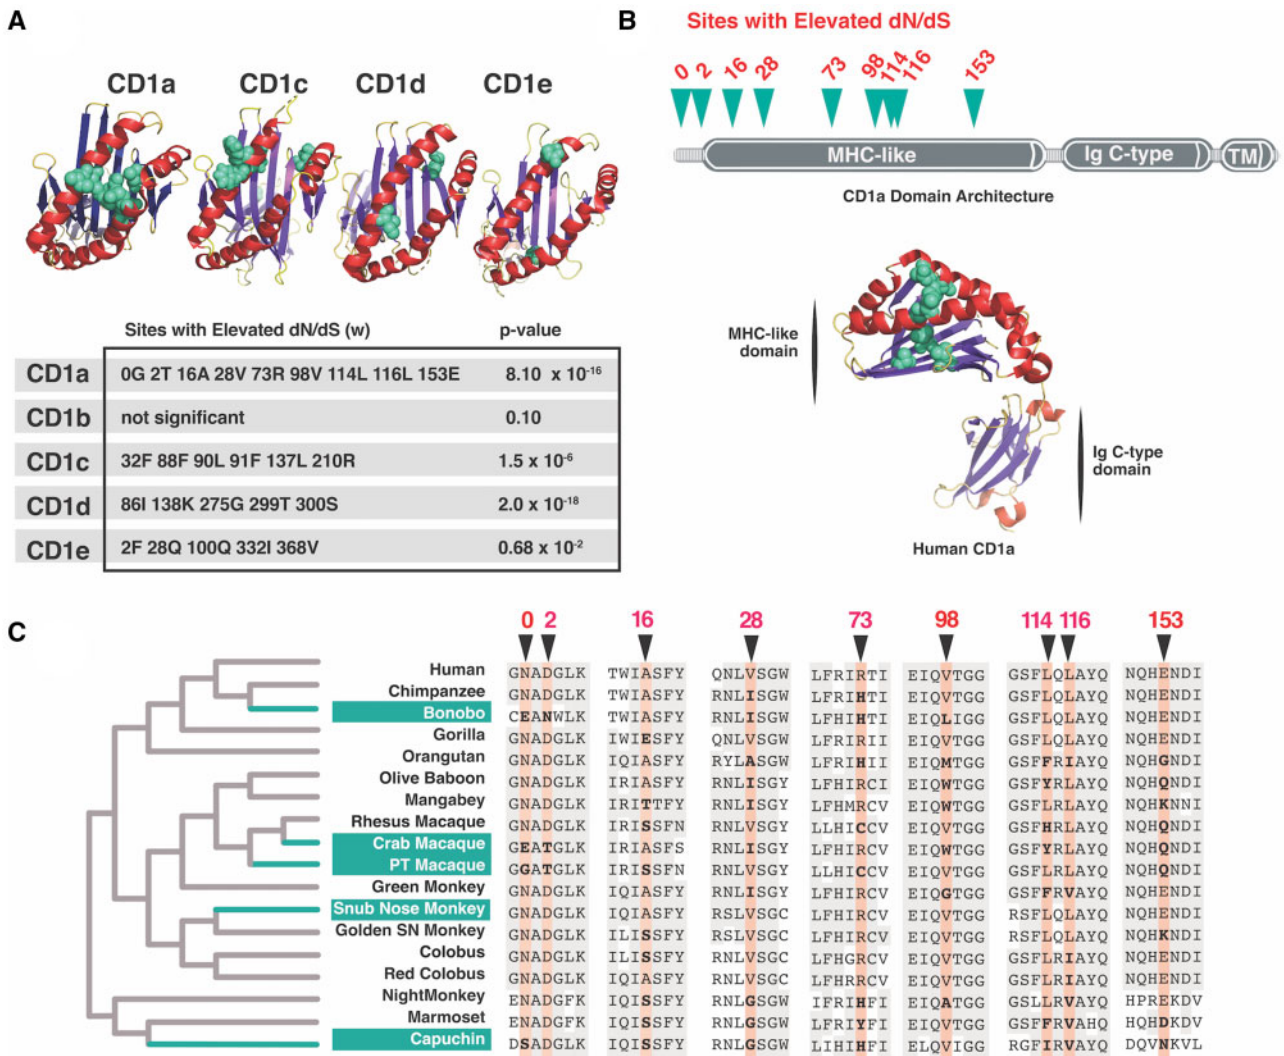 A
CD1a CD1c CD1d CD1e
Sites with Elevated dN/dS (w) p-value
CD1a 0G 2T 16A 28V 73R 98V 114L 116L 153E 8.10 x 10-16
CD1b not significant 0.10
CD1c 32F 88F 90L 91F 137L 210R 1.5 x 10-6
CD1d 86I 138K 275G 299T 300S 2.0 x 10-18
CD1e 2F 28Q 100Q 332I 368V 0.68 x 10-2
B
Sites with Elevated dN/dS
0 2 16 28 73 98 114 116 153
MHC-like Ig C-type TM
CD1a Domain Architecture
MHC-like
domain
Ig C-type
domain
Human CD1a
C
0 2 16 28 73 98 114 116 153
Human GNADGLK TWIASFY QNLVSGW LFRIRTI EIQVTGG GSFLQLAYQ NQHENDI
Chimpanzee GNADGLK TWIASFY RNLISGW LFRIHTI EIQVTGG GSFLQLAYQ NQHENDI
Bonobo CEANWLK TWIASFY RNLISGW LFHIHTI EIQLIGG GSFLQLAYQ NQHENDI
Gorilla GNADGLK IWIESFY QNLVSGW LFRIRII EIQVTGG GSFLQLAYQ NQHENDI
Orangutan GNADGLK IWIASFY RYLASGW LFRIHII EIQMTGG GSFFRIAYQ NQHGNDI
Olive Baboon GNADGLK IRIASFY RNLISGY LFHIRCI EIQWTGG GSFYRLAYQ NQHQNDI
Mangabey GNADGLK IRITTFY RNLISGY LFHMRCV EIQWTGG GSFLRLAYQ NQHKNNI
Rhesus Macaque GNADGLK IRISSFN RNLVSGY LLHICCV EIQVTGG GSFHRLAYQ NQHQNDI
Crab Macaque GEATGLK IRIASFS RNLISGY LFHIRCV EIQWTGG GSFYRLAYQ NQHQNDI
PT Macaque GGATGLK IRISSFN RNLVSGY LLHICCV EIQVTGG GSFLRLAYQ NQHQNDI
Green Monkey GNADGLK IQIASFY RNLISGY LFHIRCV EIQGTGG GSFFRVAYQ NQHENDI
Snub Nose Monkey GNADGLK IQIASFY RSLVSGC LFHIRCV EIQVTGG RSFLQLAYQ NQHENDI
Golden SN Monkey GNADGLK ILISSFY RSLVSGC LFHIRCV EIQVTGG RSFLQLAYQ NQHKNDI
Colobus GNADGLK ILISSFY RNLVSGC LFHGRCV EIQVTGG GSFLRIAYQ NQHENDI
Red Colobus GNADGLK IQIASFY RNLVSGC LFHGRCV EIQVTGG GSFLRIAYQ NQHENDI
NightMonkey ENADGFK IQISSFY RNLGSGW IFRIHFI EIQATGG GSLLRVAYQ HPREKDV
Marmoset ENADGFK IQISSFY RNLGSGW LFRIYFI EIQVTGG GSFFRVAHQ HQHDKDV
Capuchin DSADGLK IQISSFY RNLGSGW LIHIHFI ELQVIGG RGFIRVAYQ VQNKVL